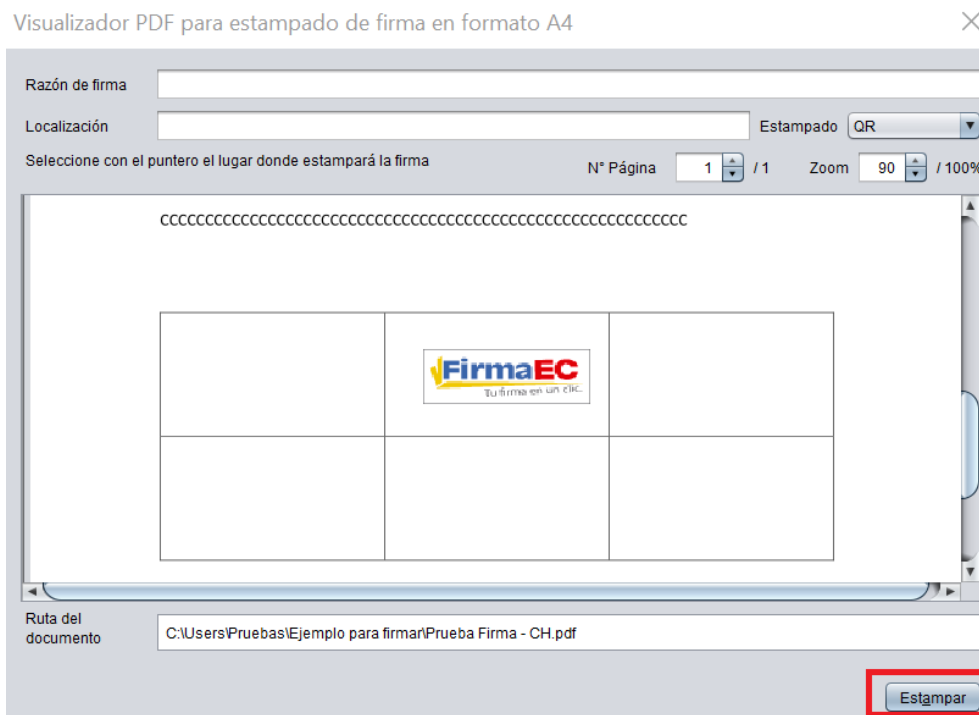 Visualizador PDF para estampado de firma en formato A4
Razón de firma
Localización
Estampado QR
Seleccione con el puntero el lugar donde estampará la firma
N° Página 1 / 1 Zoom 90 / 100%
cccccccccccccccccccccccccccccccccccccccccccccccccccccccccccc
FirmaEC
Tu firma en un clic.
Ruta del
documento
C:\Users\Pruebas\Ejemplo para firmar\Prueba Firma - CH.pdf
Estampar